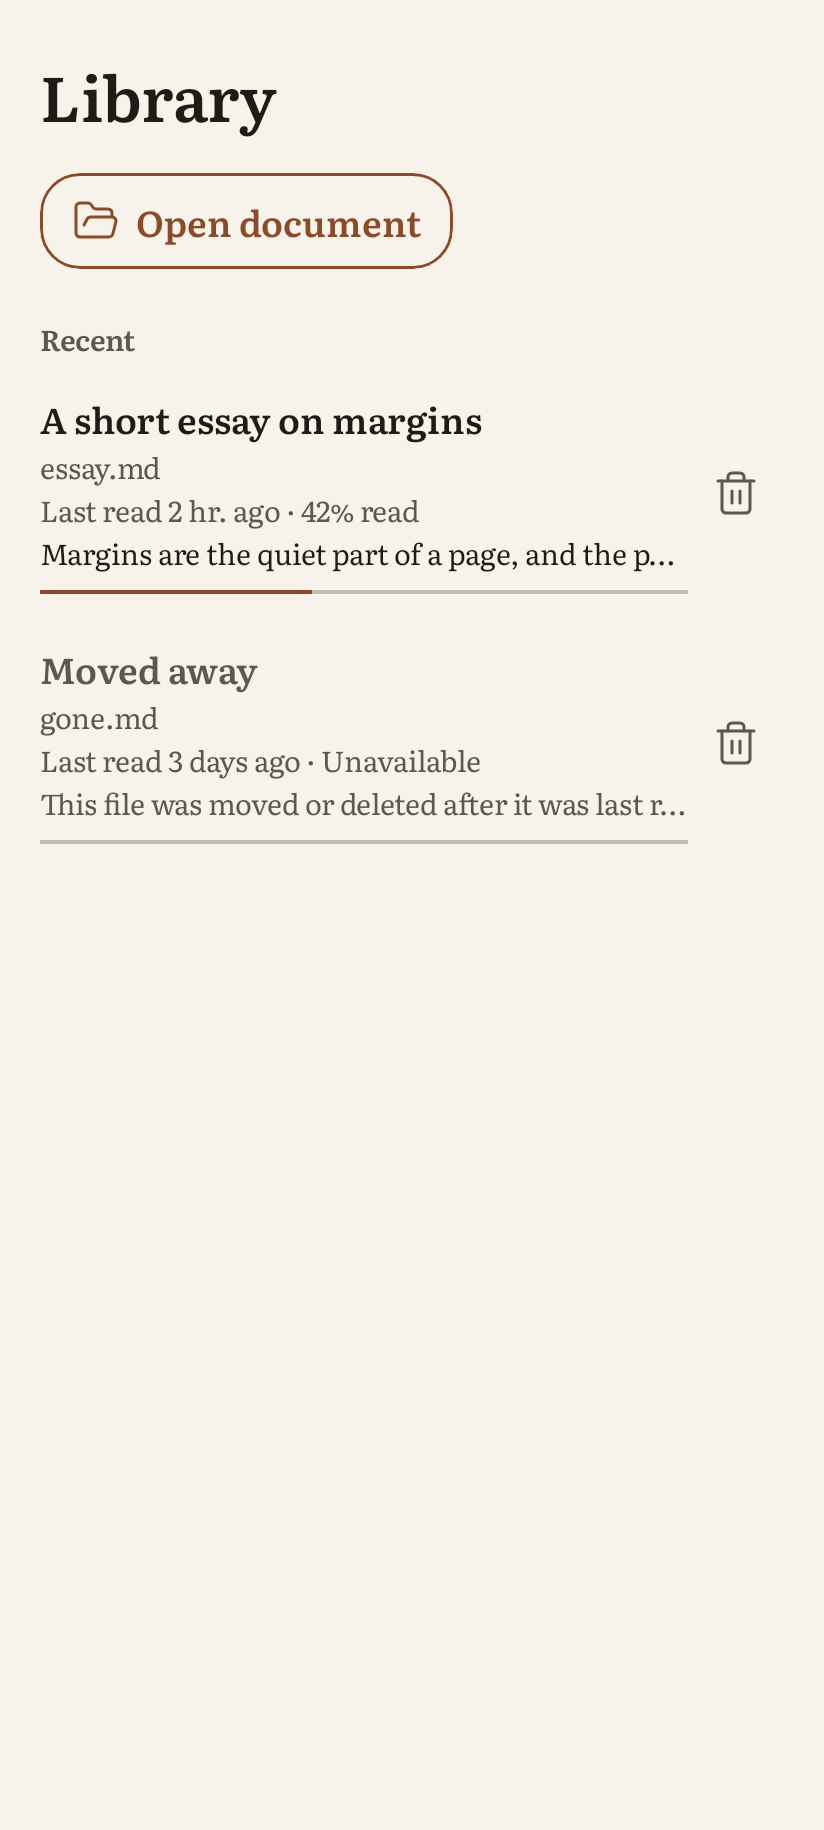 Library
Open document
Recent
A short essay on margins
essay.md
Last read 2 hr. ago · 42% read
Margins are the quiet part of a page, and the p…
Moved away
gone.md
Last read 3 days ago · Unavailable
This file was moved or deleted after it was last r…